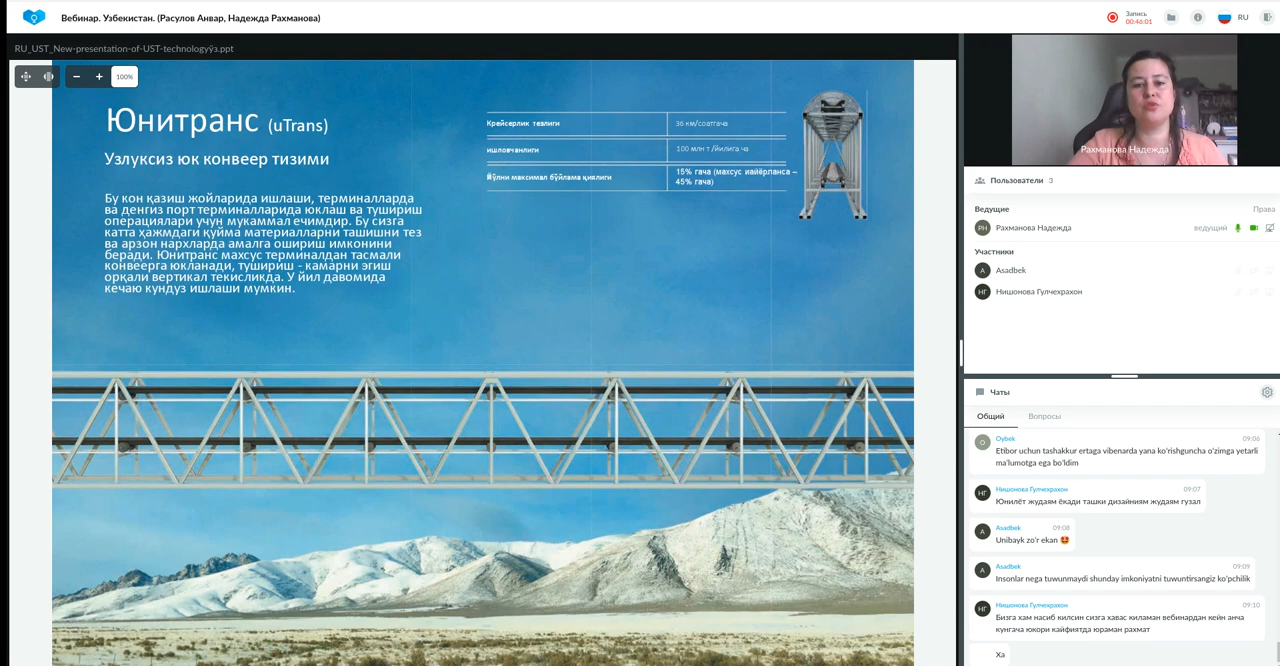 Вебинар. Узбекистан. (Расулов Анвар, Надежда Рахманова)
Запись
00:46:01
RU
RU_UST_New-presentation-of-UST-technologyўз.ppt
100%
Юнитранс (uTrans)
Узлуксиз юк конвеер тизими
Бу кон қазиш жойларида ишлаши, терминалларда
ва денгиз порт терминалларида юклаш ва тушириш
операциялари учун мукаммал ечимдир. Бу сизга
катта ҳажмдаги қуйма материалларни ташишни тез
ва арзон нархларда амалга ошириш имконини
беради. Юнитранс махсус терминалдан тасмали
конвеерга юкланади, тушириш - камарни эгиш
орқали вертикал текисликда. У йил давомида
кечаю кундуз ишлаши мумкин.
Крейсерлик тезлиги
36 км/соатгача
ишловчанлиги
100 млн т /йилига ча
Йўлни максимал бўйлама қиялиги
15% гача (махсус иайёрланса –
45% гача)
Рахманова Надежда
Пользователи 3
Ведущие
Права
РН
Рахманова Надежда
ведущий
Участники
A
Asadbek
НГ
Нишонова Гулчехрахон
Чаты
Общий
Вопросы
O
Oybek
09:06
Etibor uchun tashakkur ertaga vibenarda yana ko'rishguncha o'zimga yetarli
ma'lumotga ega bo'ldim
НГ
Нишонова Гулчехрахон
09:07
Юнилёт жудаям ёкади ташки дизайниям жудаям гузал
A
Asadbek
09:08
Unibayk zo'r ekan 🤩
A
Asadbek
09:09
Insonlar nega tuwunmaydi shunday imkoniyatni tuwuntirsangiz ko'pchilik
НГ
Нишонова Гулчехрахон
09:10
Бизга хам насиб килсин сизга хавас киламан вебинардан кейн анча
кунгача юкори кайфиятда юраман рахмат
Ха